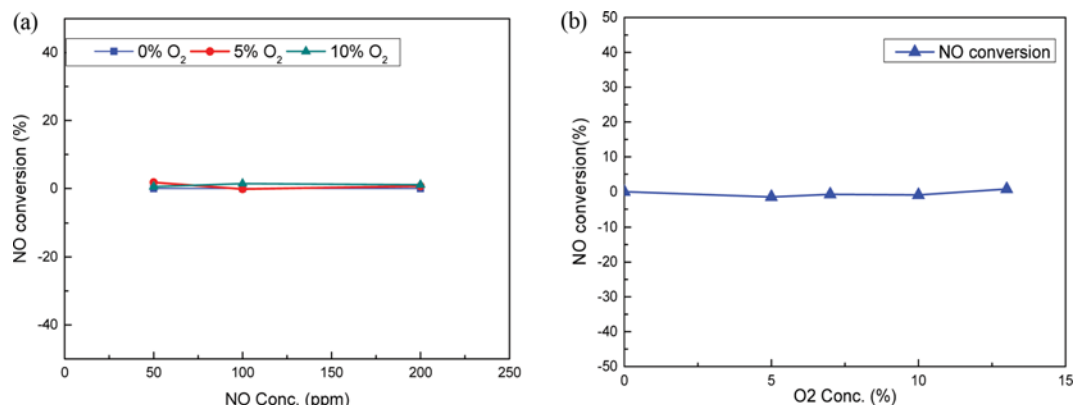 (a)
0% O₂ 5% O₂ 10% O₂
NO conversion (%)
40
20
0
-20
-40
0 50 100 150 200 250
NO Conc. (ppm)
(b)
NO conversion
NO conversion(%)
50
40
30
20
10
0
-10
-20
-30
-40
-50
0 5 10 15
O2 Conc. (%)